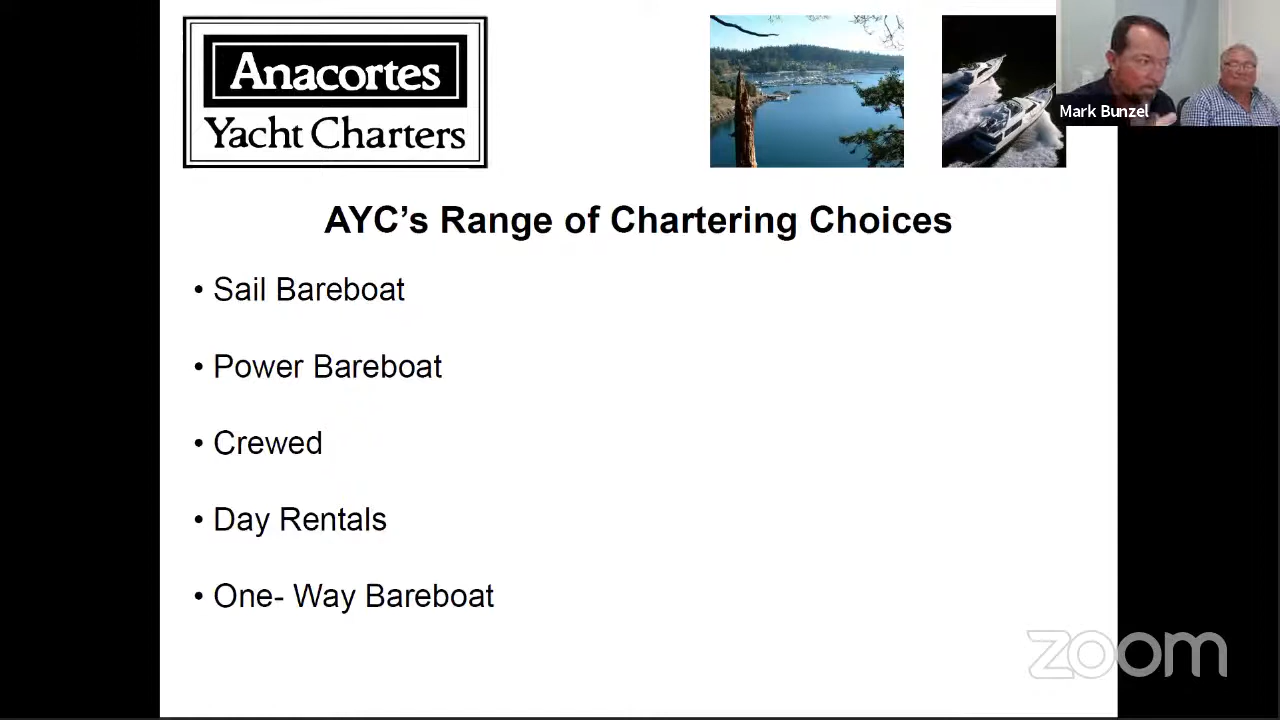 Anacortes
Yacht Charters
Mark Bunzel
AYC’s Range of Chartering Choices
• Sail Bareboat
• Power Bareboat
• Crewed
• Day Rentals
• One- Way Bareboat
zoom